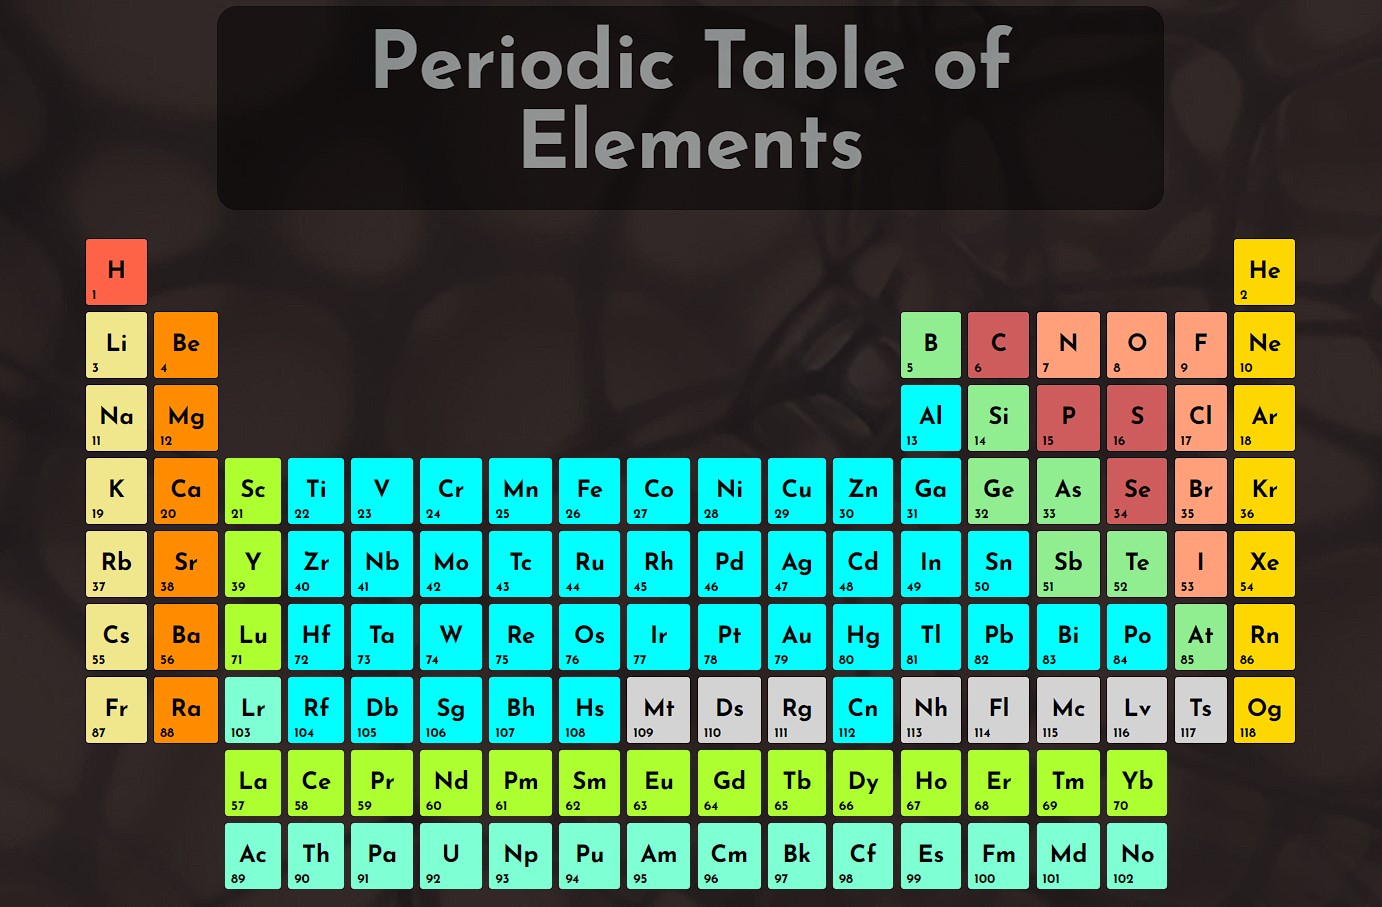 Periodic Table of
Elements
H He
1 2
Li Be B C N O F Ne
3 4 5 6 7 8 9 10
Na Mg Al Si P S Cl Ar
11 12 13 14 15 16 17 18
K Ca Sc Ti V Cr Mn Fe Co Ni Cu Zn Ga Ge As Se Br Kr
19 20 21 22 23 24 25 26 27 28 29 30 31 32 33 34 35 36
Rb Sr Y Zr Nb Mo Tc Ru Rh Pd Ag Cd In Sn Sb Te I Xe
37 38 39 40 41 42 43 44 45 46 47 48 49 50 51 52 53 54
Cs Ba Lu Hf Ta W Re Os Ir Pt Au Hg Tl Pb Bi Po At Rn
55 56 71 72 73 74 75 76 77 78 79 80 81 82 83 84 85 86
Fr Ra Lr Rf Db Sg Bh Hs Mt Ds Rg Cn Nh Fl Mc Lv Ts Og
87 88 103 104 105 106 107 108 109 110 111 112 113 114 115 116 117 118
La Ce Pr Nd Pm Sm Eu Gd Tb Dy Ho Er Tm Yb
57 58 59 60 61 62 63 64 65 66 67 68 69 70
Ac Th Pa U Np Pu Am Cm Bk Cf Es Fm Md No
89 90 91 92 93 94 95 96 97 98 99 100 101 102